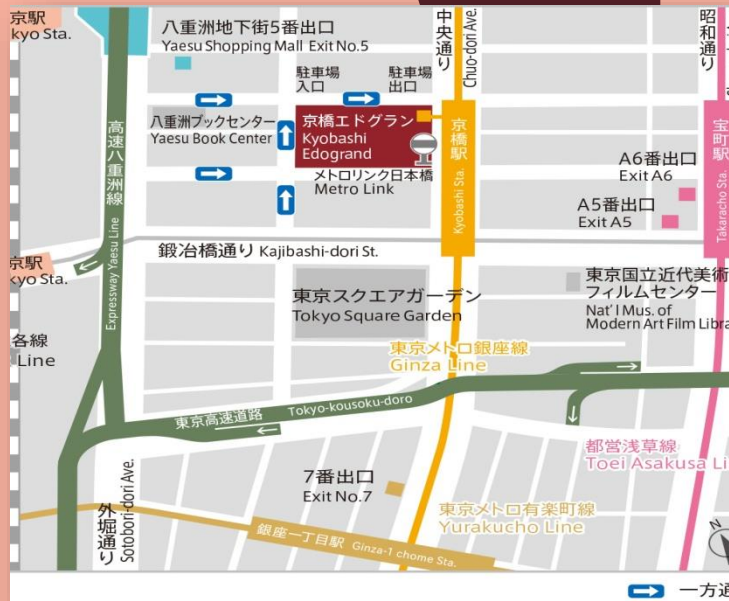 京駅
kyo Sta.
八重洲地下街5番出口
Yaesu Shopping Mall Exit No.5
中央通り
Chuo-dori Ave.
昭和通り
駐車場
入口
駐車場
出口
八重洲ブックセンター
Yaesu Book Center
京橋エドグラン
Kyobashi
Edogrand
メトロリンク日本橋
Metro Link
京橋駅
Kyobashi Sta.
宝町駅
Takaracho Sta.
A6番出口
Exit A6
A5番出口
Exit A5
高速八重洲線
Expressway Yaesu Line
鍛冶橋通り Kajibashi-dori St.
京駅
kyo Sta.
各線
Line
東京スクエアガーデン
Tokyo Square Garden
東京国立近代美術
フィルムセンター
Nat'l Mus. of
Modern Art Film Libra
東京メトロ銀座線
Ginza Line
東京高速道路 Tokyo-kousoku-doro
都営浅草線
Toei Asakusa Li
7番出口
Exit No.7
外堀通り
Sotobori-dori Ave.
東京メトロ有楽町線
Yurakucho Line
銀座一丁目駅 Ginza-1 chome Sta.
N
一方通